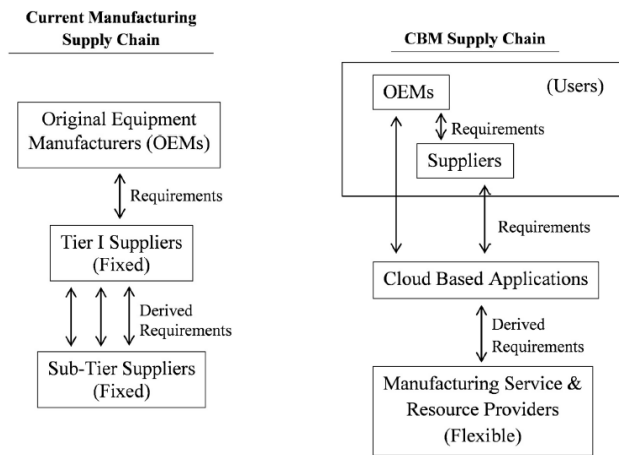 Current Manufacturing
Supply Chain
Original Equipment
Manufacturers (OEMs)
Requirements
Tier I Suppliers
(Fixed)
Derived
Requirements
Sub-Tier Suppliers
(Fixed)
CBM Supply Chain
(Users)
OEMs
Requirements
Suppliers
Requirements
Cloud Based Applications
Derived
Requirements
Manufacturing Service &
Resource Providers
(Flexible)